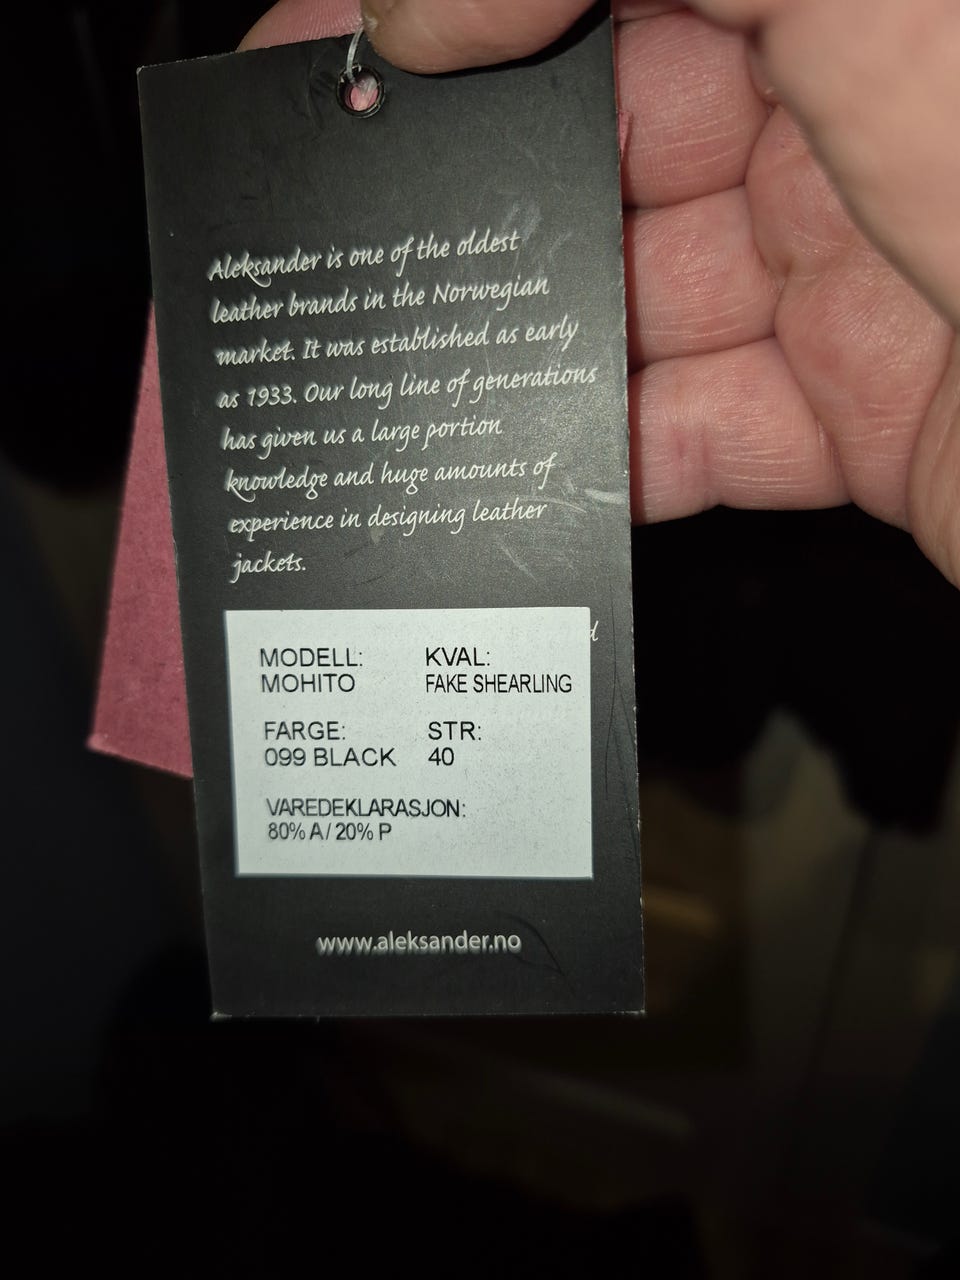 Aleksander is one of the oldest
leather brands in the Norwegian
market. It was established as early
as 1933. Our long line of generations
has given us a large portion
knowledge and huge amounts of
experience in designing leather
jackets.
MODELL: KVAL:
MOHITO FAKE SHEARLING
FARGE: STR:
099 BLACK 40
VAREDEKLARASJON:
80% A / 20% P
www.aleksander.no